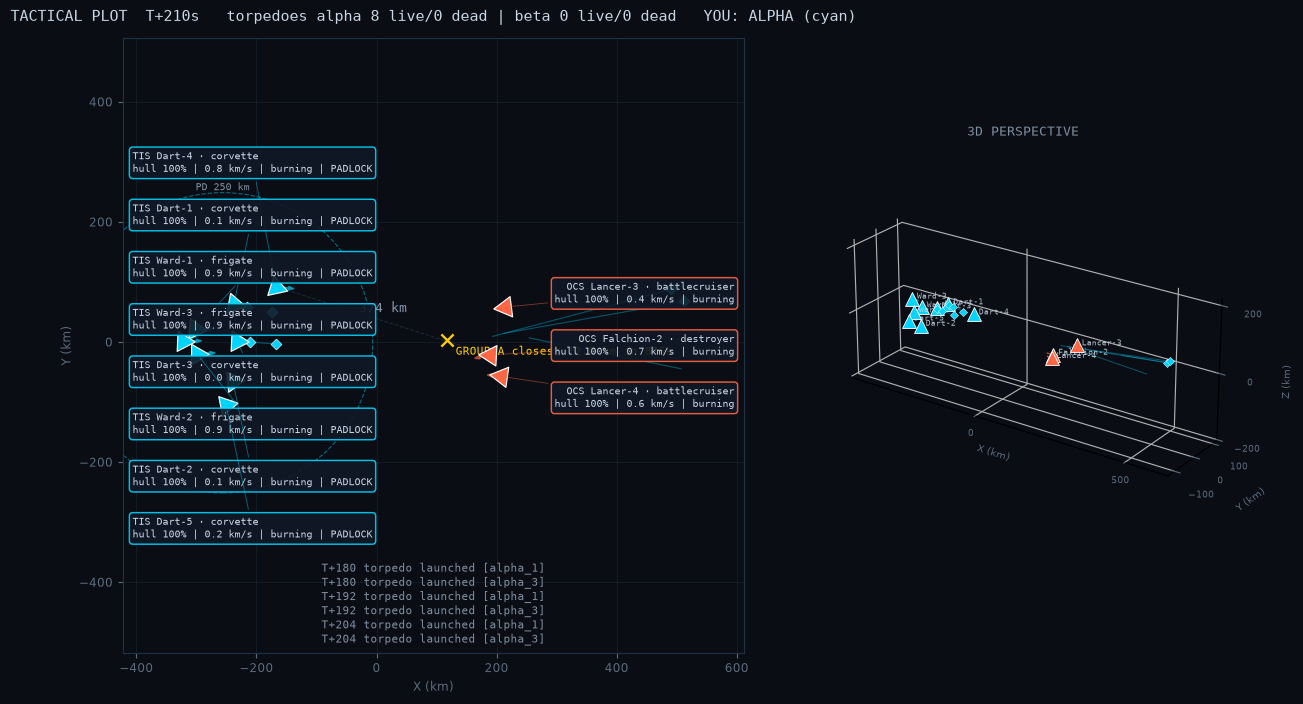 TACTICAL PLOT  T+210s   torpedoes alpha 8 live/0 dead | beta 0 live/0 dead   YOU: ALPHA (cyan)
400
200
0
−200
−400
Y (km)
−400
−200
0
200
400
600
X (km)
TIS Dart-4 · corvette
hull 100% | 0.8 km/s | burning | PADLOCK
PD 250 km
TIS Dart-1 · corvette
hull 100% | 0.1 km/s | burning | PADLOCK
TIS Ward-1 · frigate
hull 100% | 0.9 km/s | burning | PADLOCK
TIS Ward-3 · frigate
hull 100% | 0.9 km/s | burning | PADLOCK
4 km
TIS Dart-3 · corvette
hull 100% | 0.0 km/s | burning | PADLOCK
TIS Ward-2 · frigate
hull 100% | 0.9 km/s | burning | PADLOCK
TIS Dart-2 · corvette
hull 100% | 0.1 km/s | burning | PADLOCK
TIS Dart-5 · corvette
hull 100% | 0.2 km/s | burning | PADLOCK
OCS Lancer-3 · battlecruiser
hull 100% | 0.4 km/s | burning
OCS Falchion-2 · destroyer
hull 100% | 0.7 km/s | burning
GROUP A closes
OCS Lancer-4 · battlecruiser
hull 100% | 0.6 km/s | burning
T+180 torpedo launched [alpha_1]
T+180 torpedo launched [alpha_3]
T+192 torpedo launched [alpha_1]
T+192 torpedo launched [alpha_3]
T+204 torpedo launched [alpha_1]
T+204 torpedo launched [alpha_3]
3D PERSPECTIVE
Dart-1
Dart-4
Dart-2
Lancer-3
Lancer-4
0
500
X (km)
−100
0
100
Y (km)
200
0
−200
Z (km)